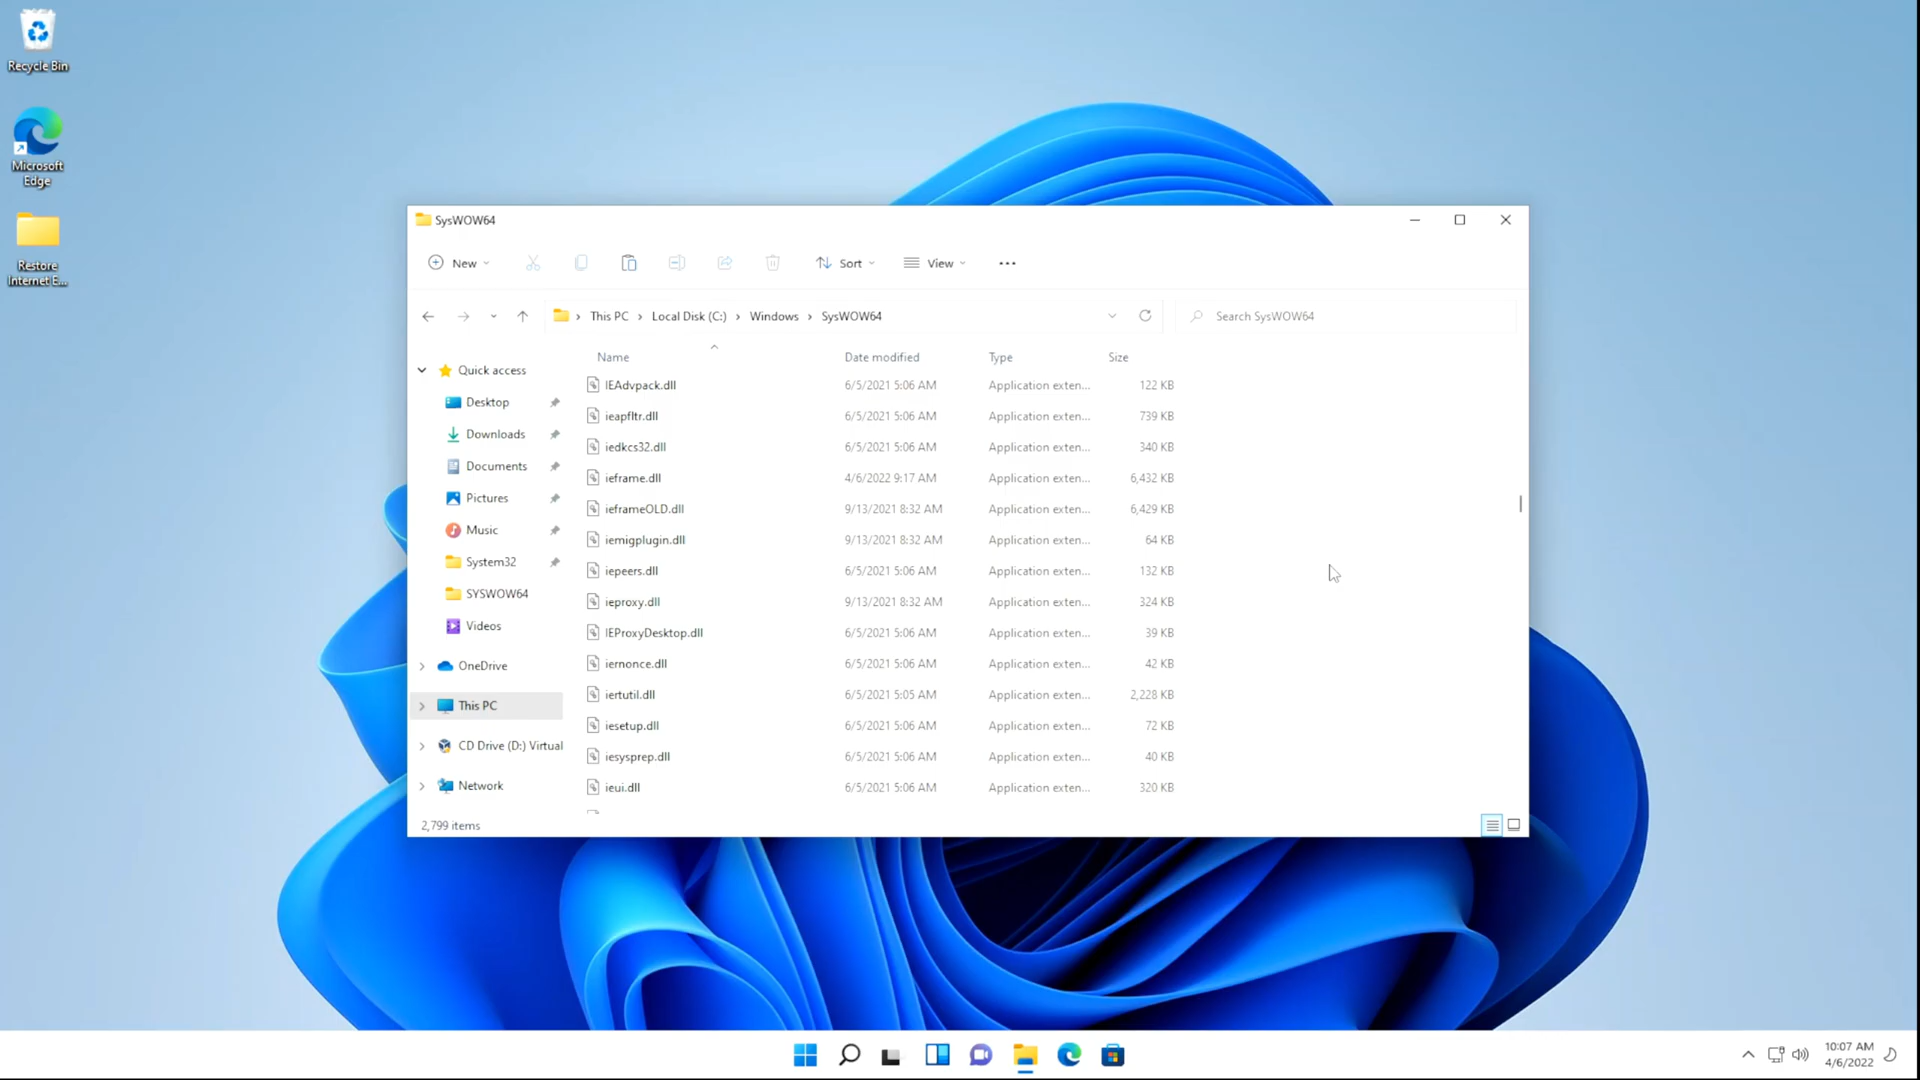 Recycle Bin
Microsoft
Edge
Restore
Internet E...
SysWOW64
New
Sort
View
This PC > Local Disk (C:) > Windows > SysWOW64
Search SysWOW64
Name Date modified Type Size
Quick access
Desktop
Downloads
Documents
Pictures
Music
System32
SYSWOW64
Videos
OneDrive
This PC
CD Drive (D:) Virtual
Network
IEAdvpack.dll 6/5/2021 5:06 AM Application exten... 122 KB
ieapfltr.dll 6/5/2021 5:06 AM Application exten... 739 KB
iedkcs32.dll 6/5/2021 5:06 AM Application exten... 340 KB
ieframe.dll 4/6/2022 9:17 AM Application exten... 6,432 KB
ieframeOLD.dll 9/13/2021 8:32 AM Application exten... 6,429 KB
iemigplugin.dll 9/13/2021 8:32 AM Application exten... 64 KB
iepeers.dll 6/5/2021 5:06 AM Application exten... 132 KB
ieproxy.dll 9/13/2021 8:32 AM Application exten... 324 KB
IEProxyDesktop.dll 6/5/2021 5:06 AM Application exten... 39 KB
iernonce.dll 6/5/2021 5:06 AM Application exten... 42 KB
iertutil.dll 6/5/2021 5:05 AM Application exten... 2,228 KB
iesetup.dll 6/5/2021 5:06 AM Application exten... 72 KB
iesysprep.dll 6/5/2021 5:06 AM Application exten... 40 KB
ieui.dll 6/5/2021 5:06 AM Application exten... 320 KB
2,799 items
10:07 AM
4/6/2022